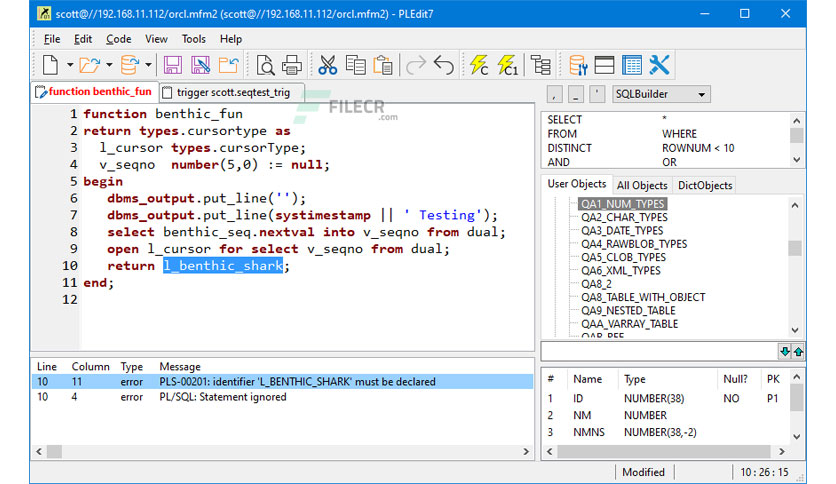 scott@//192.168.11.112/orcl.mfm2 (scott@//192.168.11.112/orcl.mfm2) - PLEdit7
File Edit Code View Tools Help
function benthic_fun
trigger scott.seqtest_trig
, _ ' SQLBuilder
FILECR
.com
1 function benthic_fun
2 return types.cursortype as
3 l_cursor types.cursorType;
4 v_seqno number(5,0) := null;
5 begin
6 dbms_output.put_line('');
7 dbms_output.put_line(systimestamp || ' Testing');
8 select benthic_seq.nextval into v_seqno from dual;
9 open l_cursor for select v_seqno from dual;
10 return l_benthic_shark;
11 end;
12
SELECT *
FROM WHERE
DISTINCT ROWNUM < 10
AND OR
User Objects All Objects DictObjects
QA1_NUM_TYPES
QA2_CHAR_TYPES
QA3_DATE_TYPES
QA4_RAWBLOB_TYPES
QA5_CLOB_TYPES
QA6_XML_TYPES
QA8_2
QA8_TABLE_WITH_OBJECT
QA9_NESTED_TABLE
QAA_VARRAY_TABLE
Line Column Type Message
10 11 error PLS-00201: identifier 'L_BENTHIC_SHARK' must be declared
10 4 error PL/SQL: Statement ignored
# Name Type Null? PK
1 ID NUMBER(38) NO P1
2 NM NUMBER
3 NMNS NUMBER(38,-2)
Modified 10:26:15